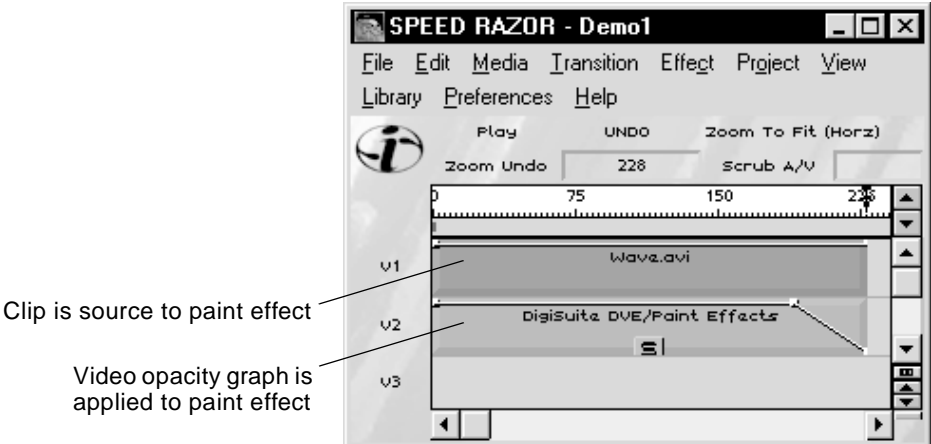 SPEED RAZOR - Demo1
File Edit Media Transition Effect Project View
Library Preferences Help
Play UNDO Zoom To Fit (Horz)
Zoom Undo 228 Scrub A/V
0 75 150 228
V1 Wave.avi
Clip is source to paint effect
V2 DigiSuite DVE/Paint Effects
S
Video opacity graph is
applied to paint effect
V3